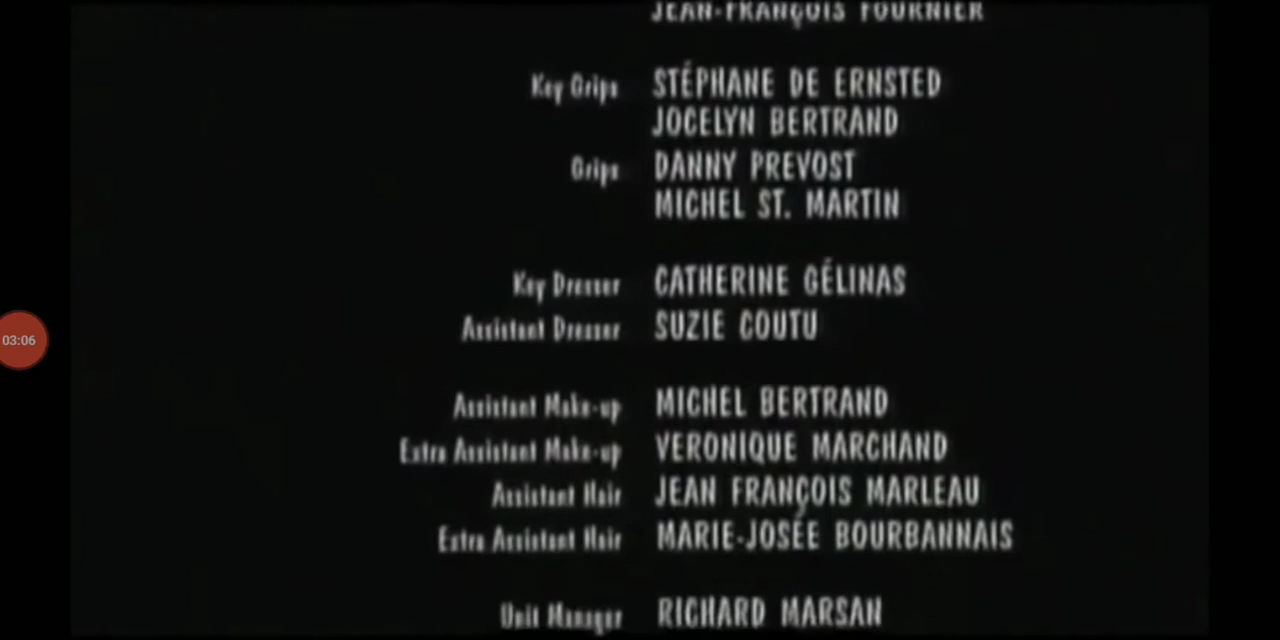 JEAN-FRANÇOIS FOURNIER
Key Grips STÉPHANE DE ERNSTED
JOCELYN BERTRAND
Grips DANNY PREVOST
MICHEL ST. MARTIN
Key Dresser CATHERINE GÉLINAS
Assistant Dresser SUZIE COUTU
Assistant Make-up MICHEL BERTRAND
Extra Assistant Make-up VERONIQUE MARCHAND
Assistant Hair JEAN FRANÇOIS MARLEAU
Extra Assistant Hair MARIE-JOSÉE BOURBANNAIS
Unit Manager RICHARD MARSAN
03:06